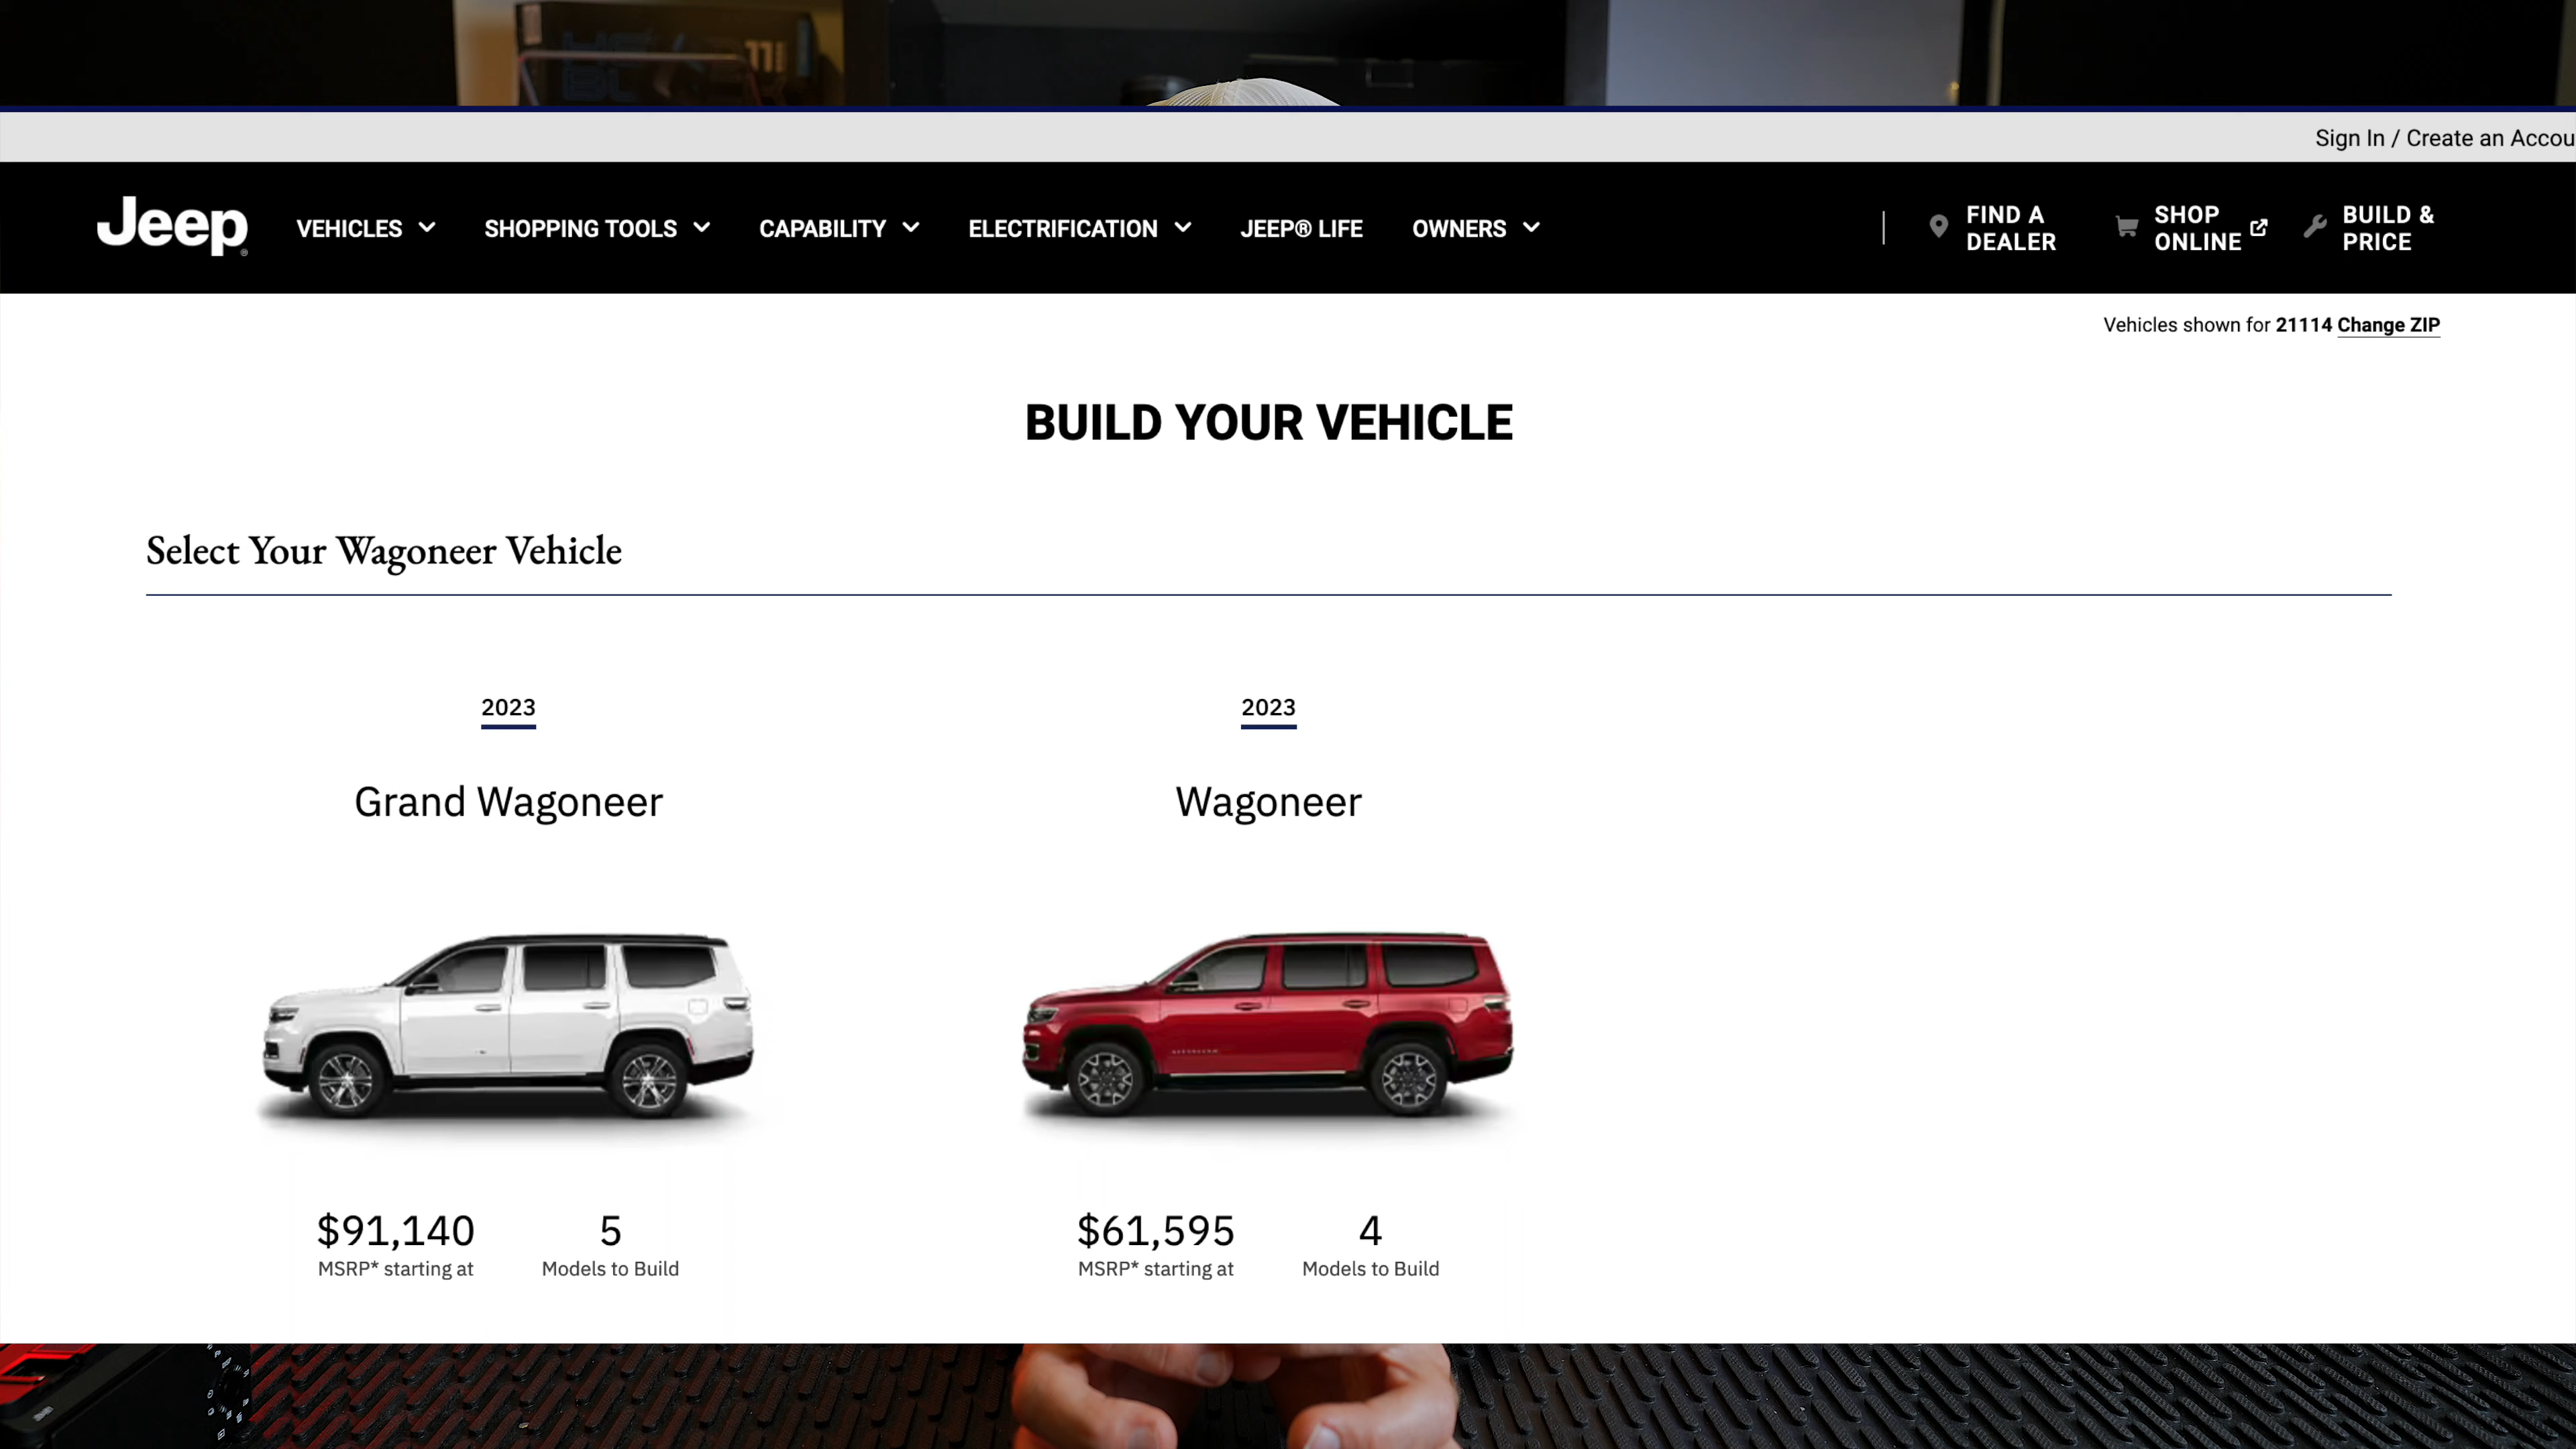 11
Sign In / Create an Accou
Jeep
VEHICLES
SHOPPING TOOLS
CAPABILITY
ELECTRIFICATION
JEEP® LIFE
OWNERS
FIND A
DEALER
SHOP
ONLINE
BUILD &
PRICE
Vehicles shown for 21114 Change ZIP
BUILD YOUR VEHICLE
Select Your Wagoneer Vehicle
2023
Grand Wagoneer
$91,140
MSRP* starting at
5
Models to Build
2023
Wagoneer
$61,595
MSRP* starting at
4
Models to Build